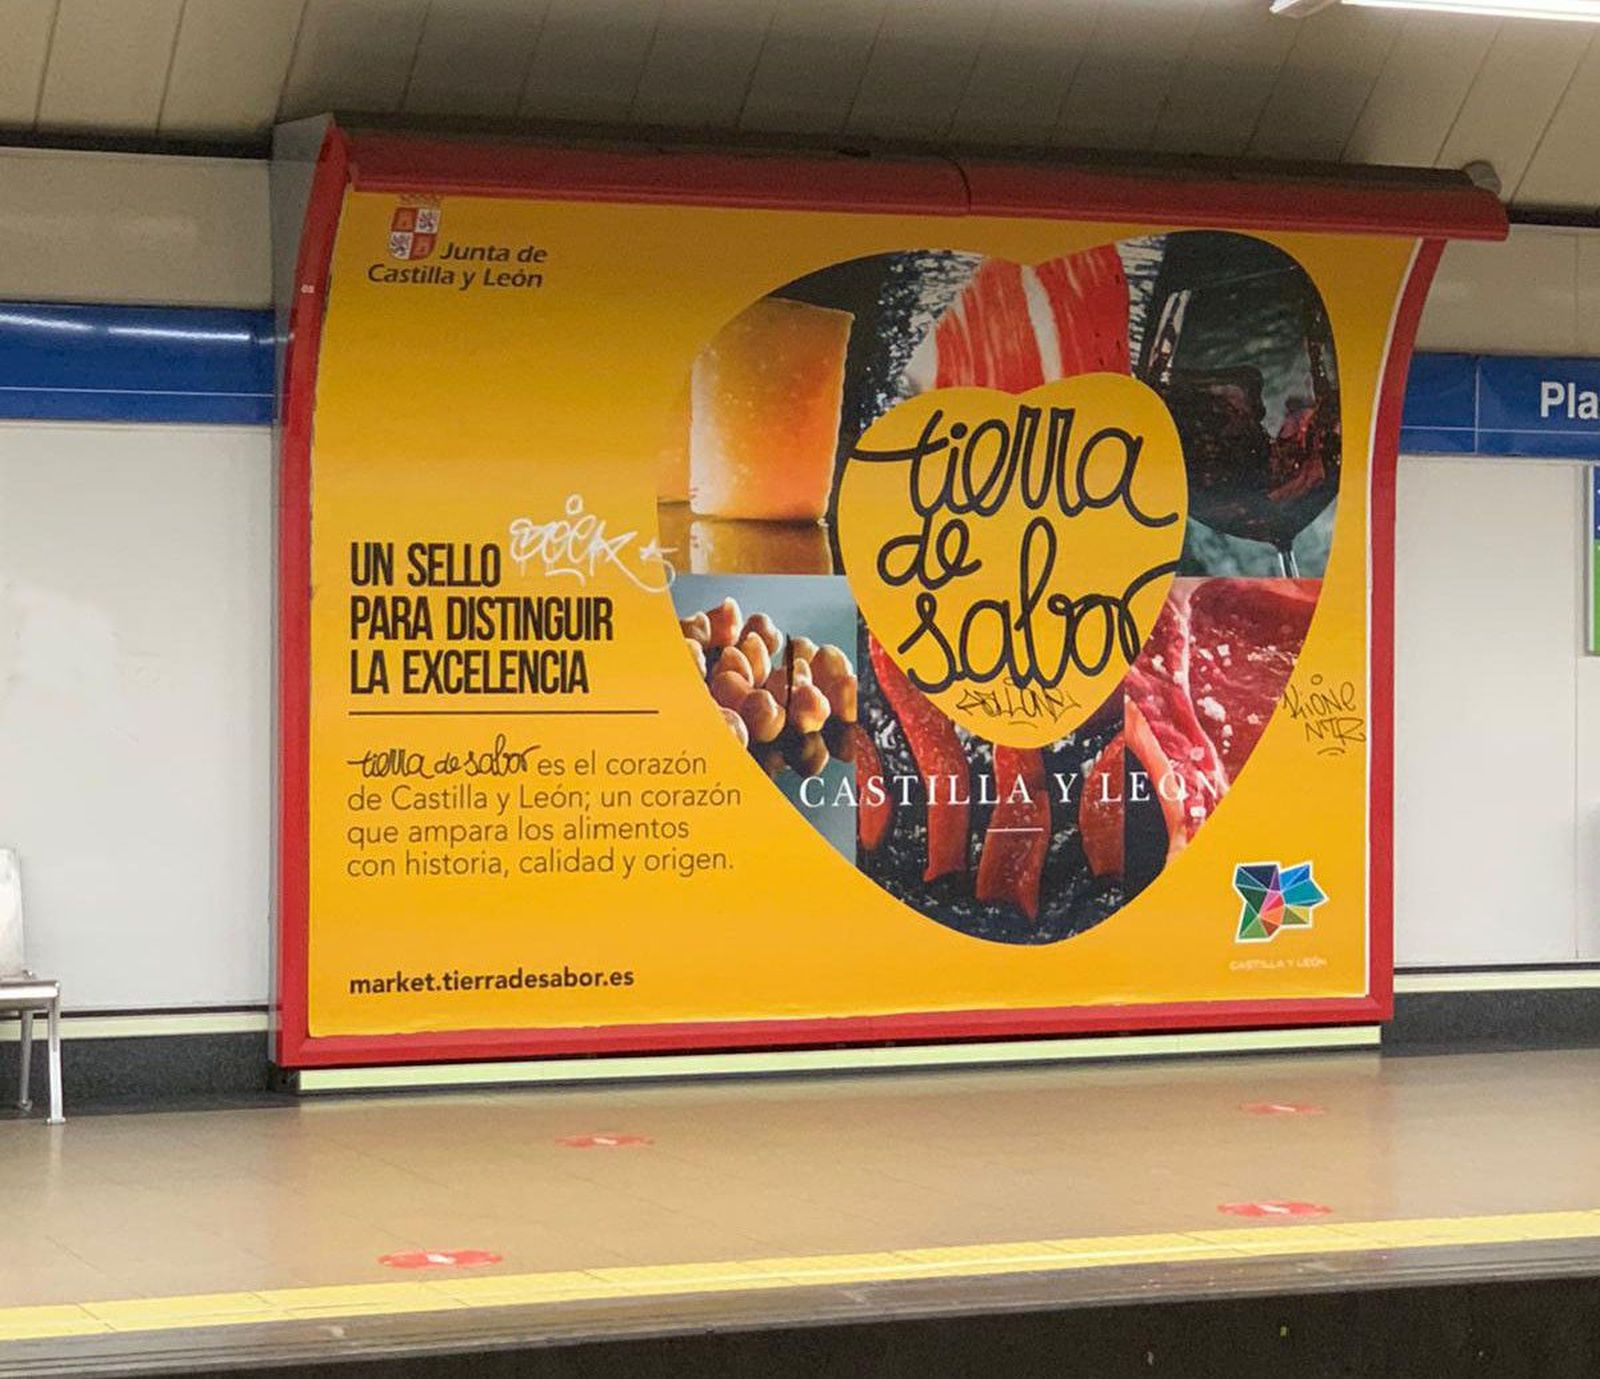 Junta de
Castilla y León
UN SELLO
PARA DISTINGUIR
LA EXCELENCIA
tierra de sabor es el corazón
de Castilla y León; un corazón
que ampara los alimentos
con historia, calidad y origen.
market.tierradesabor.es
tierra
de
sabor
CASTILLA Y LEÓN
CASTILLA Y LEÓN
Pla